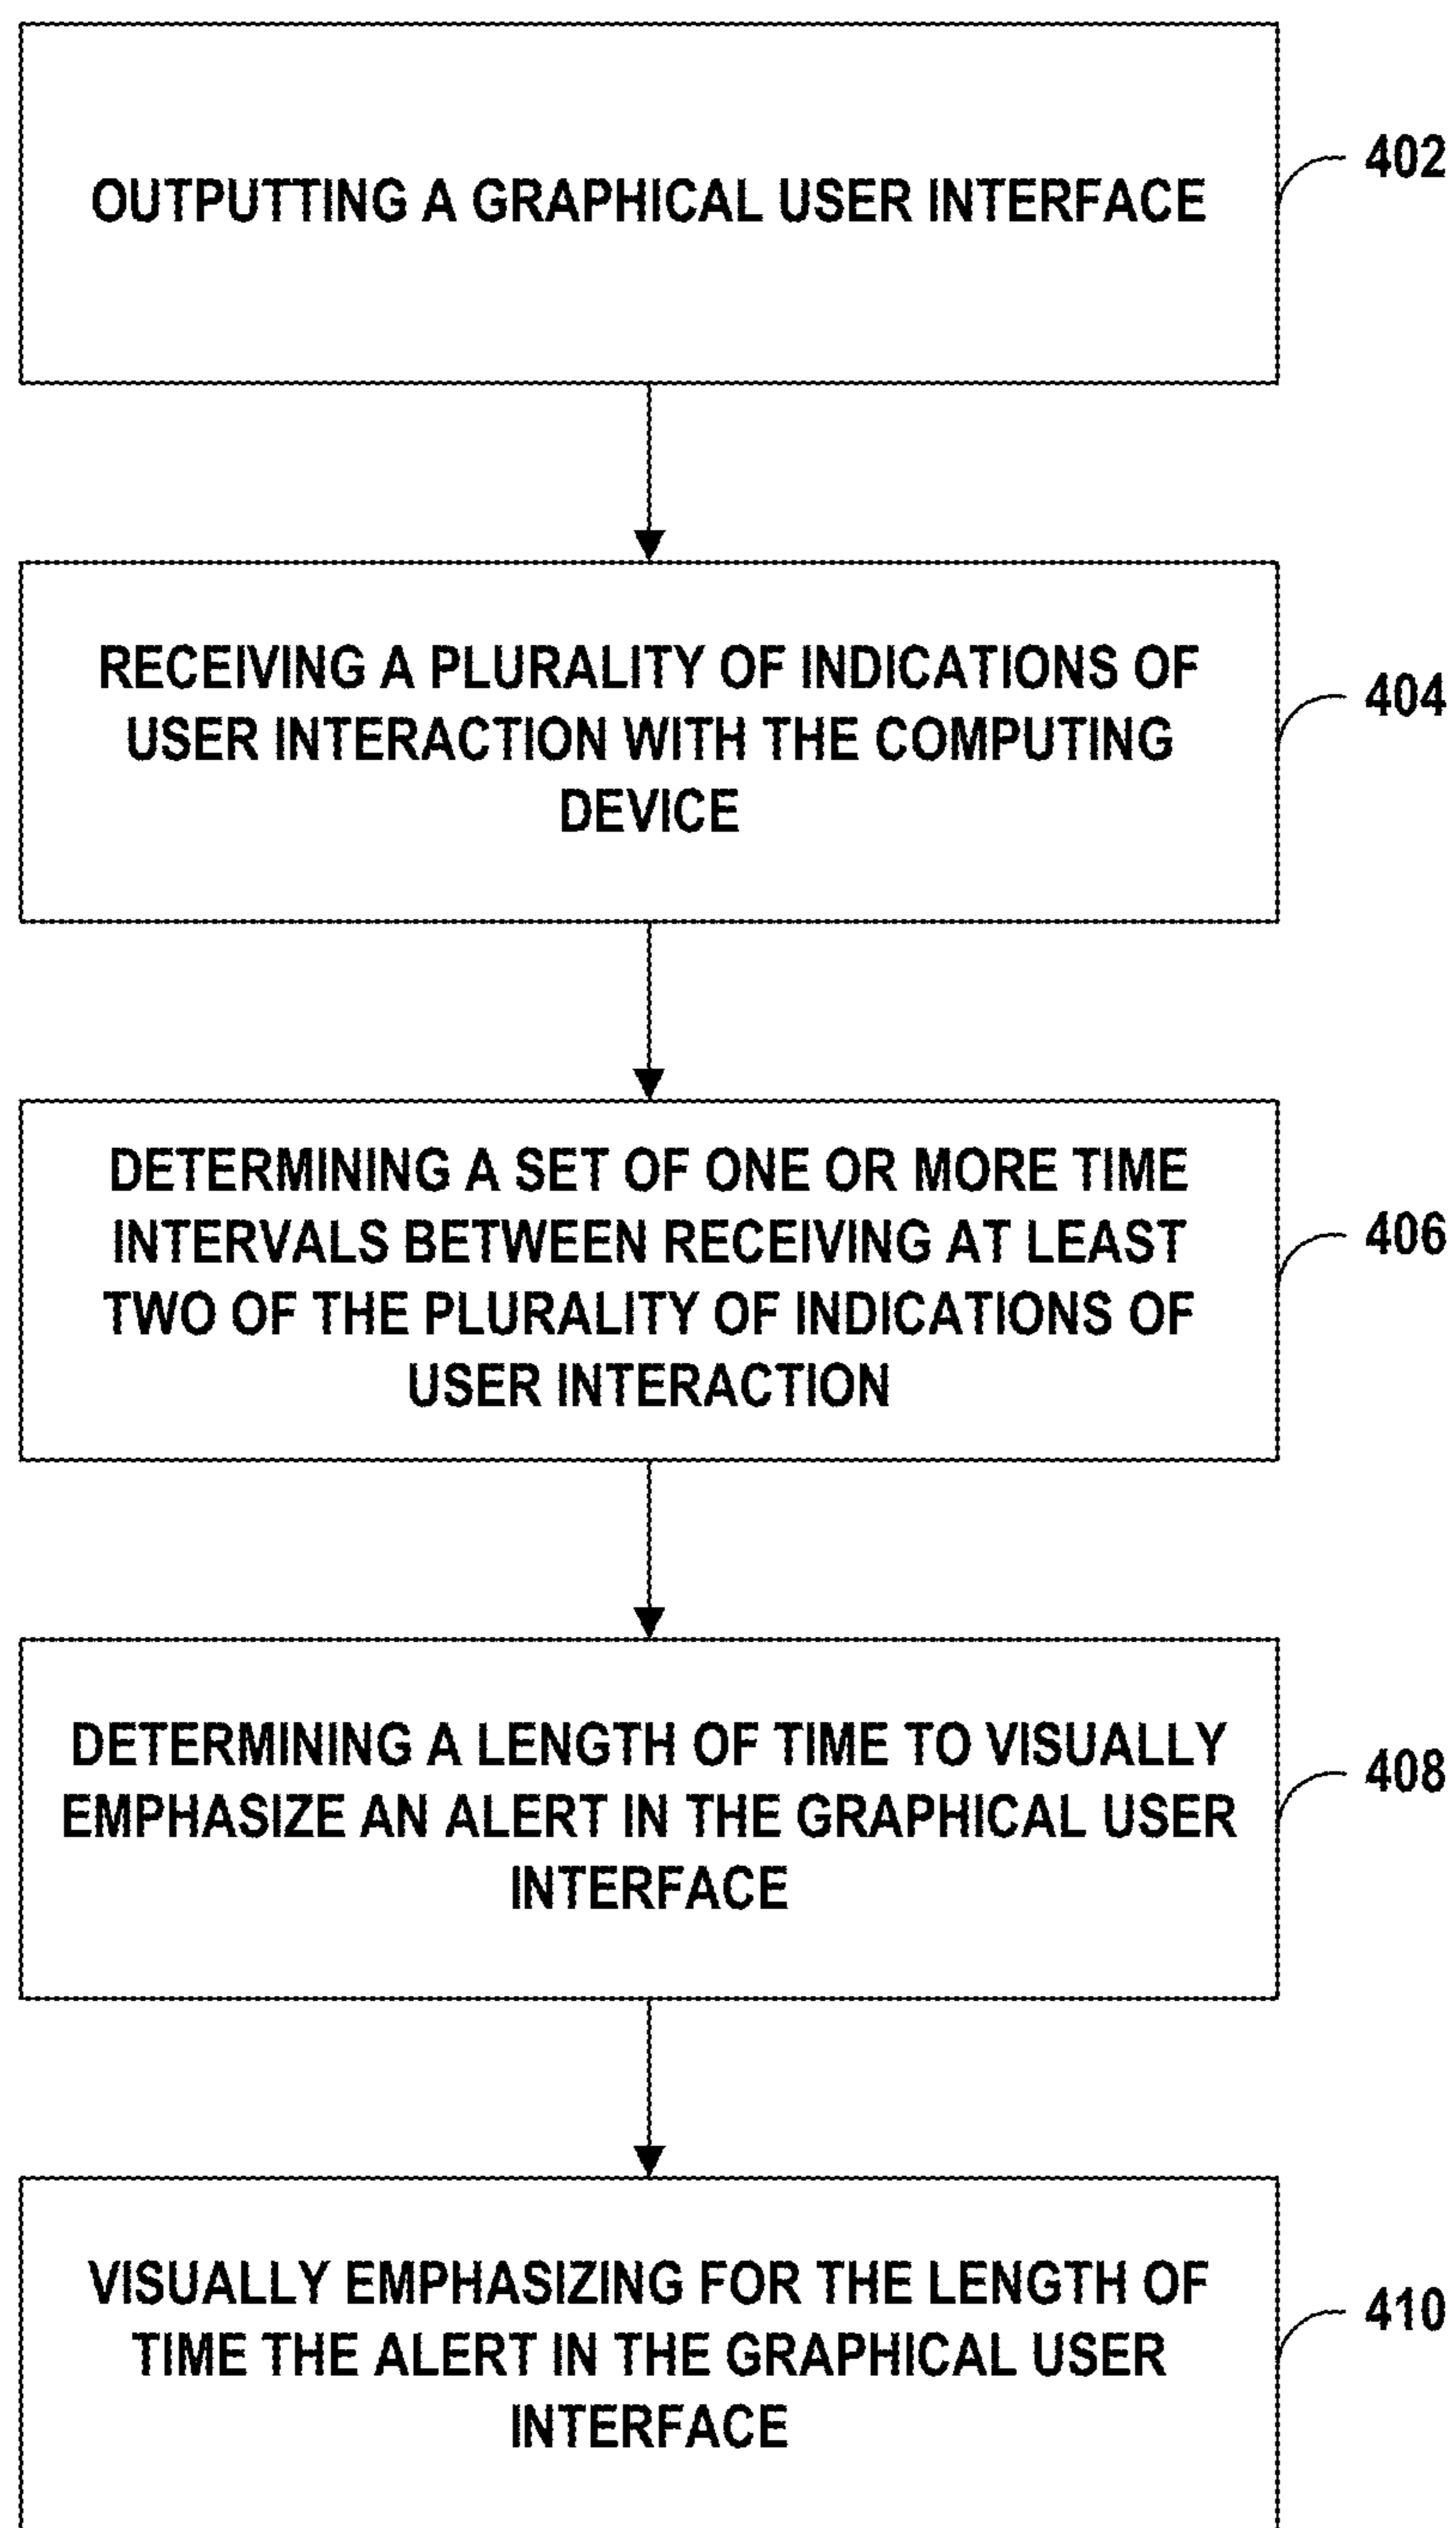 OUTPUTTING A GRAPHICAL USER INTERFACE
402
RECEIVING A PLURALITY OF INDICATIONS OF
USER INTERACTION WITH THE COMPUTING
DEVICE
404
DETERMINING A SET OF ONE OR MORE TIME
INTERVALS BETWEEN RECEIVING AT LEAST
TWO OF THE PLURALITY OF INDICATIONS OF
USER INTERACTION
406
DETERMINING A LENGTH OF TIME TO VISUALLY
EMPHASIZE AN ALERT IN THE GRAPHICAL USER
INTERFACE
408
VISUALLY EMPHASIZING FOR THE LENGTH OF
TIME THE ALERT IN THE GRAPHICAL USER
INTERFACE
410